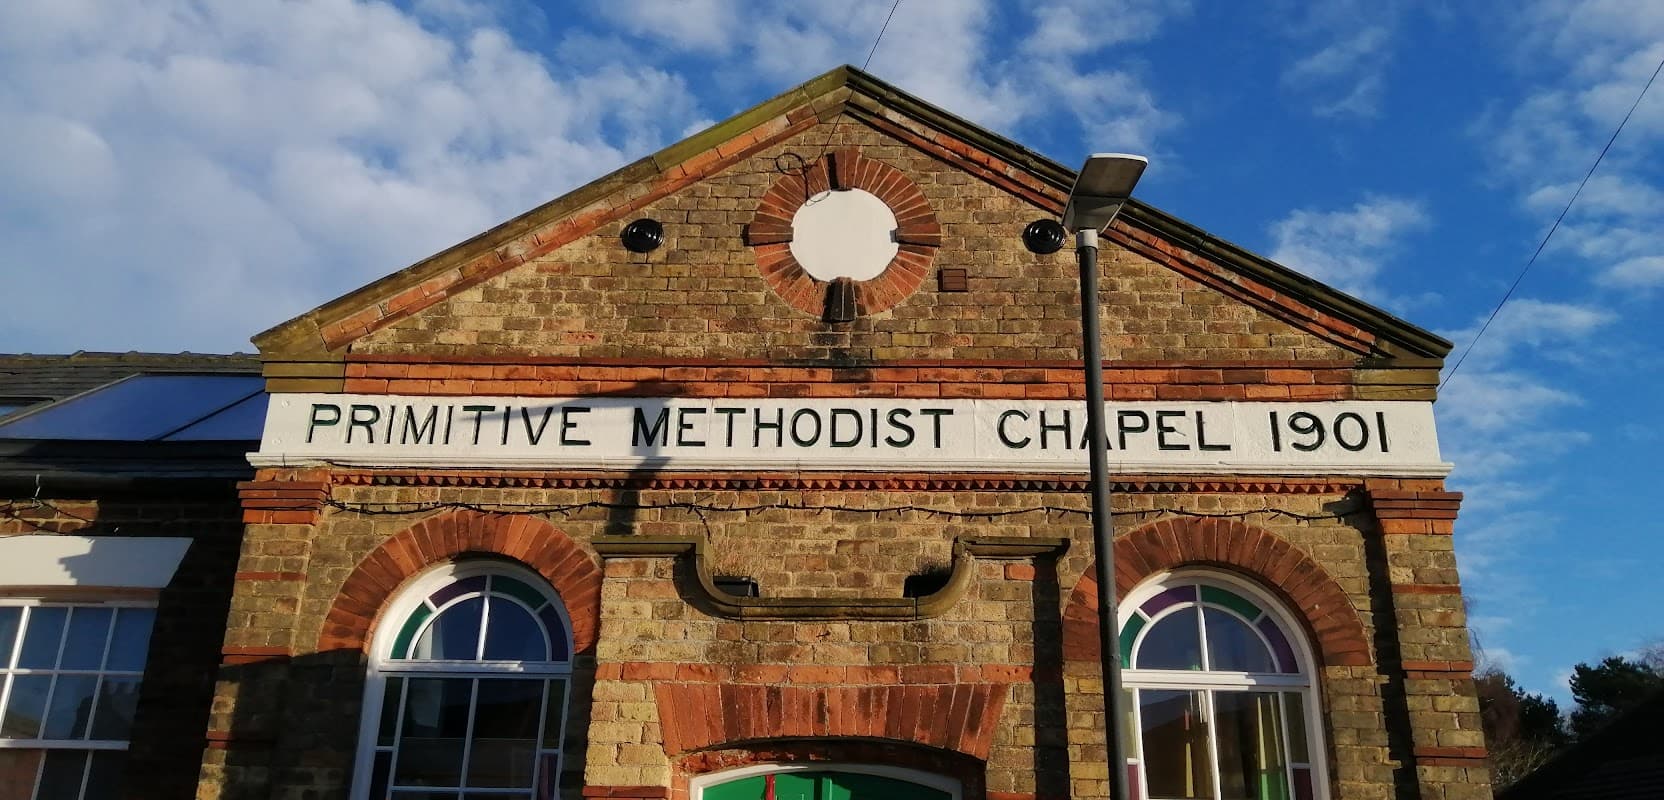 PRIMITIVE METHODIST CHAPEL 1901